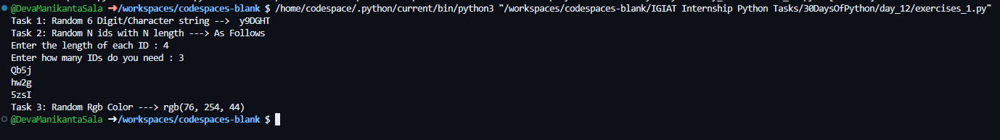 @DevaManikantaSala ➜/workspaces/codespaces-blank $ /home/codespace/.python/current/bin/python3 "/workspaces/codespaces-blank/IGIAT Internship Python Tasks/30DaysOfPython/day_12/exercises_1.py"
Task 1: Random 6 Digit/Character string -->  y9DGHT
Task 2: Random N ids with N length ---> As Follows
Enter the length of each ID : 4
Enter how many IDs do you need : 3
Qb5j
hw2g
5zsI
Task 3: Random Rgb Color ---> rgb(76, 254, 44)
@DevaManikantaSala ➜/workspaces/codespaces-blank $